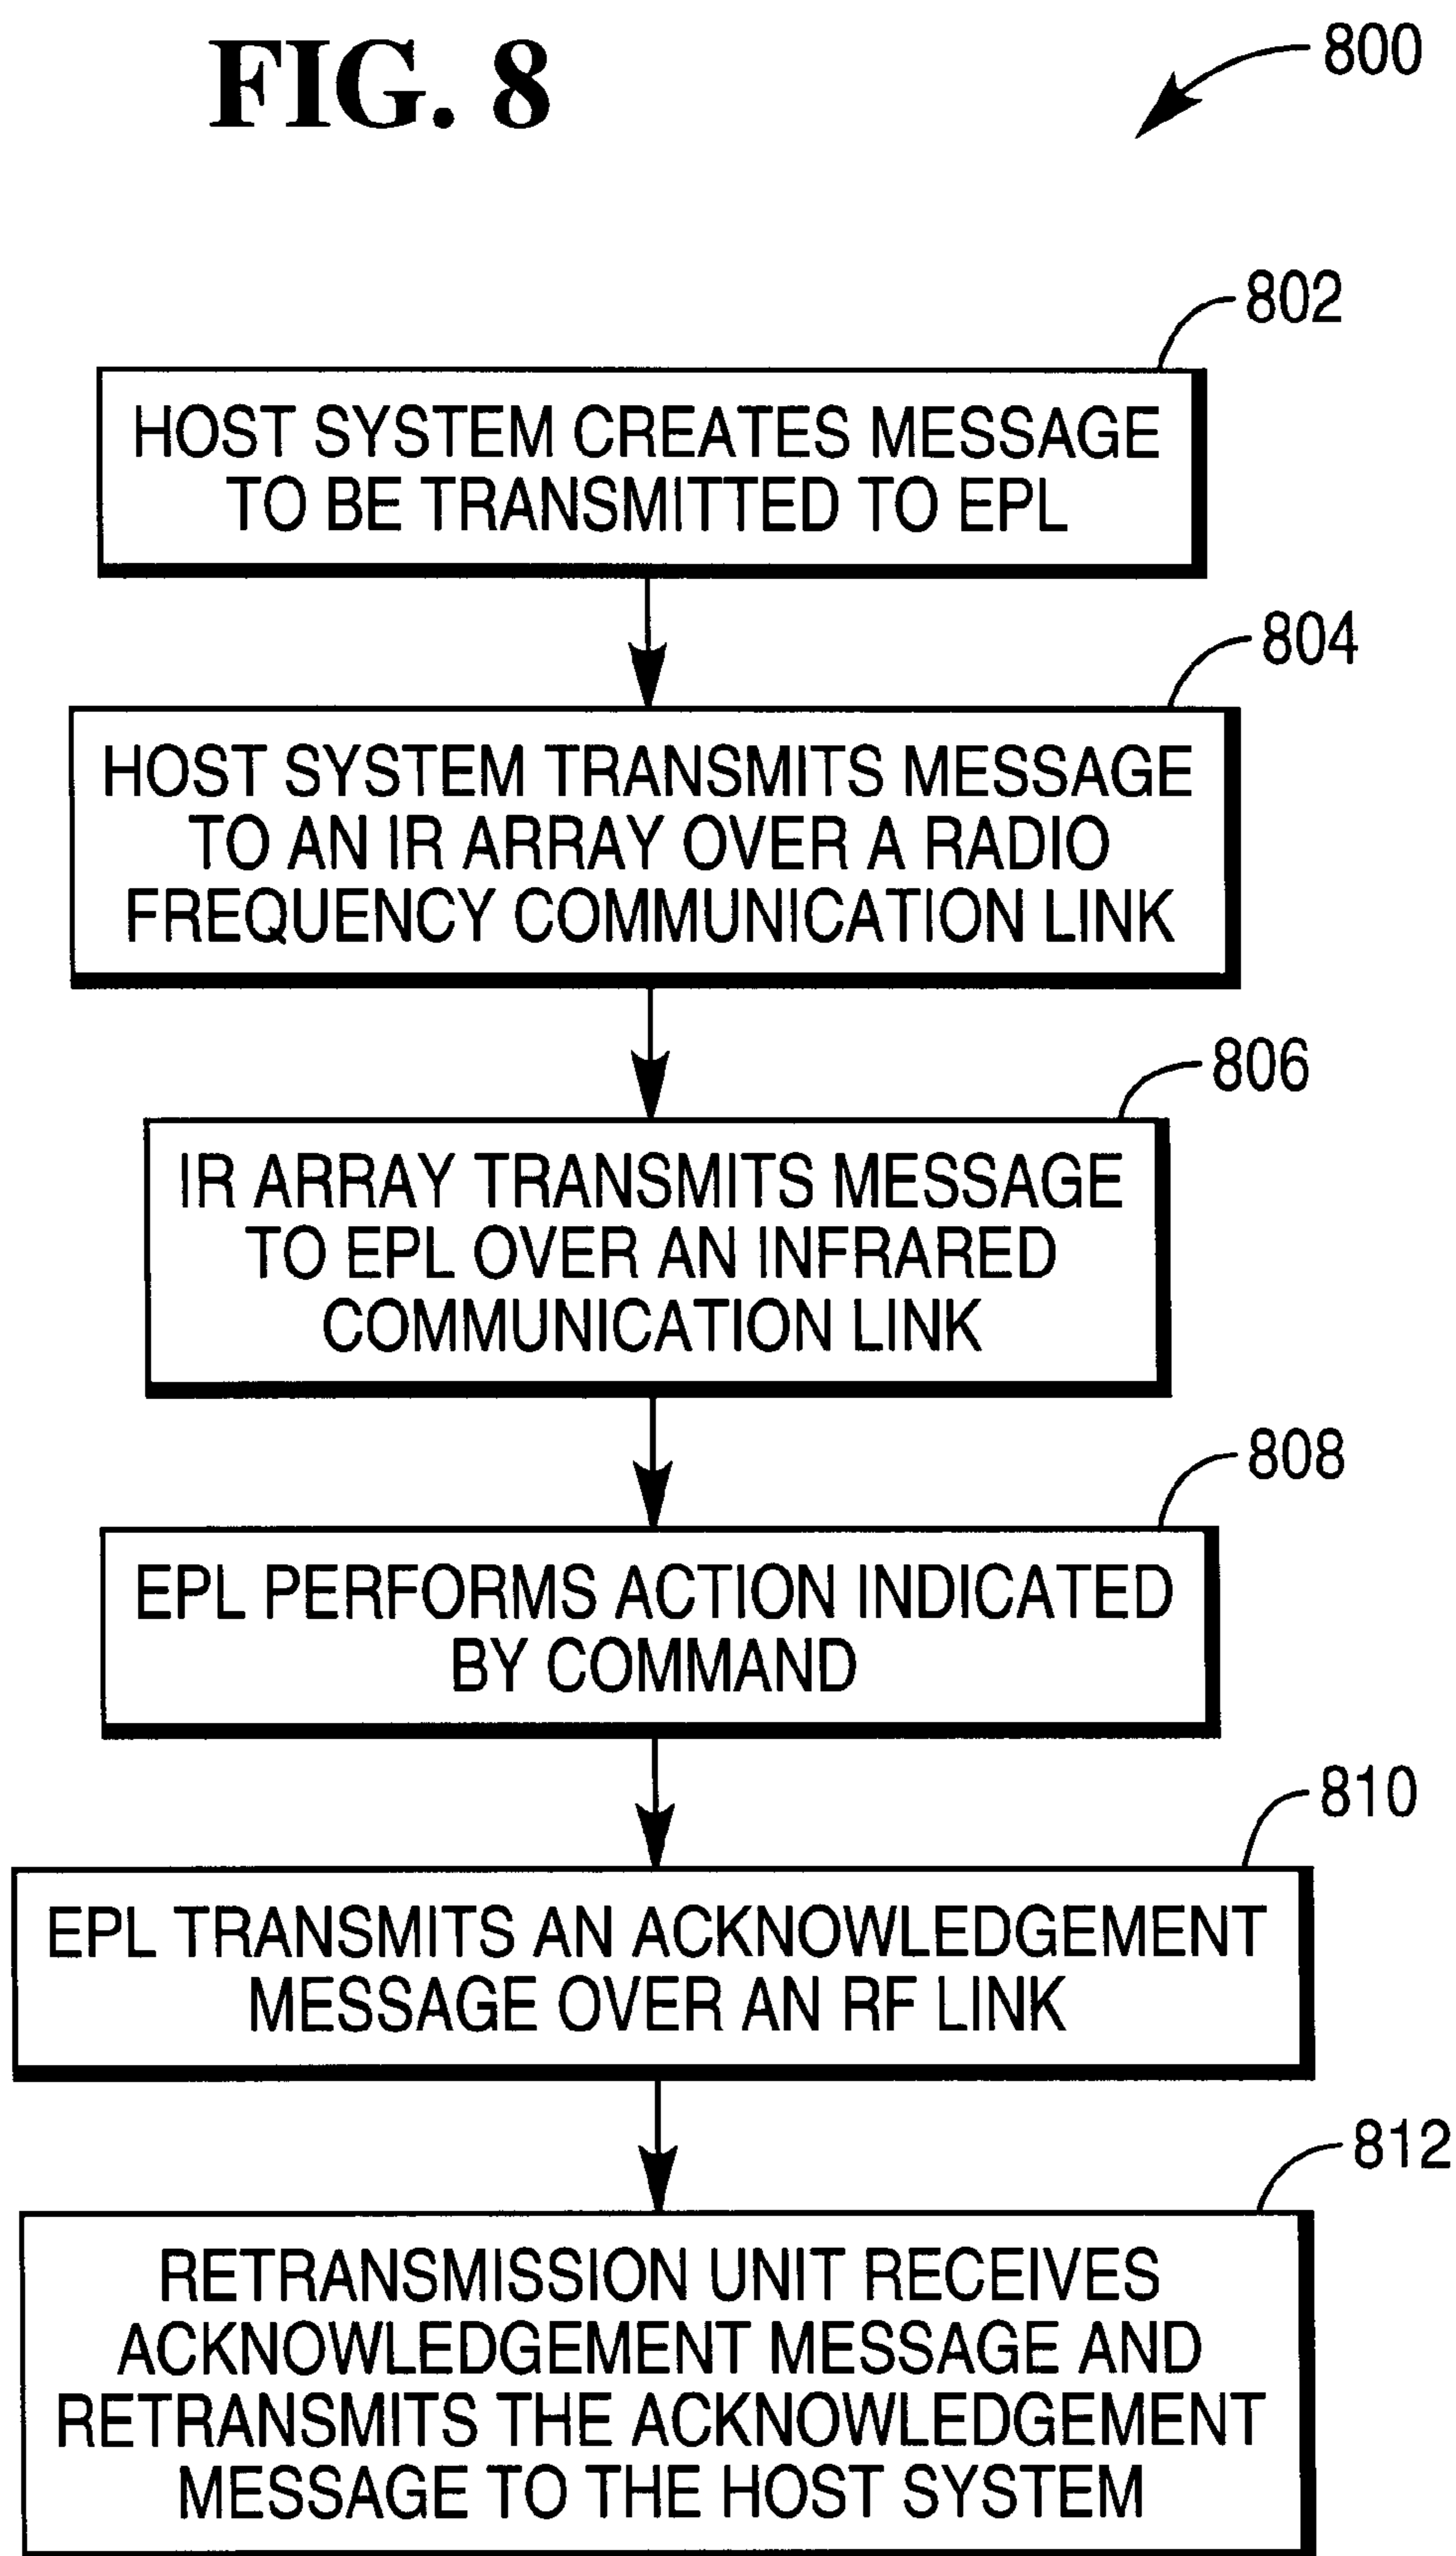 FIG. 8
800
802
HOST SYSTEM CREATES MESSAGE
TO BE TRANSMITTED TO EPL
804
HOST SYSTEM TRANSMITS MESSAGE
TO AN IR ARRAY OVER A RADIO
FREQUENCY COMMUNICATION LINK
806
IR ARRAY TRANSMITS MESSAGE
TO EPL OVER AN INFRARED
COMMUNICATION LINK
808
EPL PERFORMS ACTION INDICATED
BY COMMAND
810
EPL TRANSMITS AN ACKNOWLEDGEMENT
MESSAGE OVER AN RF LINK
812
RETRANSMISSION UNIT RECEIVES
ACKNOWLEDGEMENT MESSAGE AND
RETRANSMITS THE ACKNOWLEDGEMENT
MESSAGE TO THE HOST SYSTEM